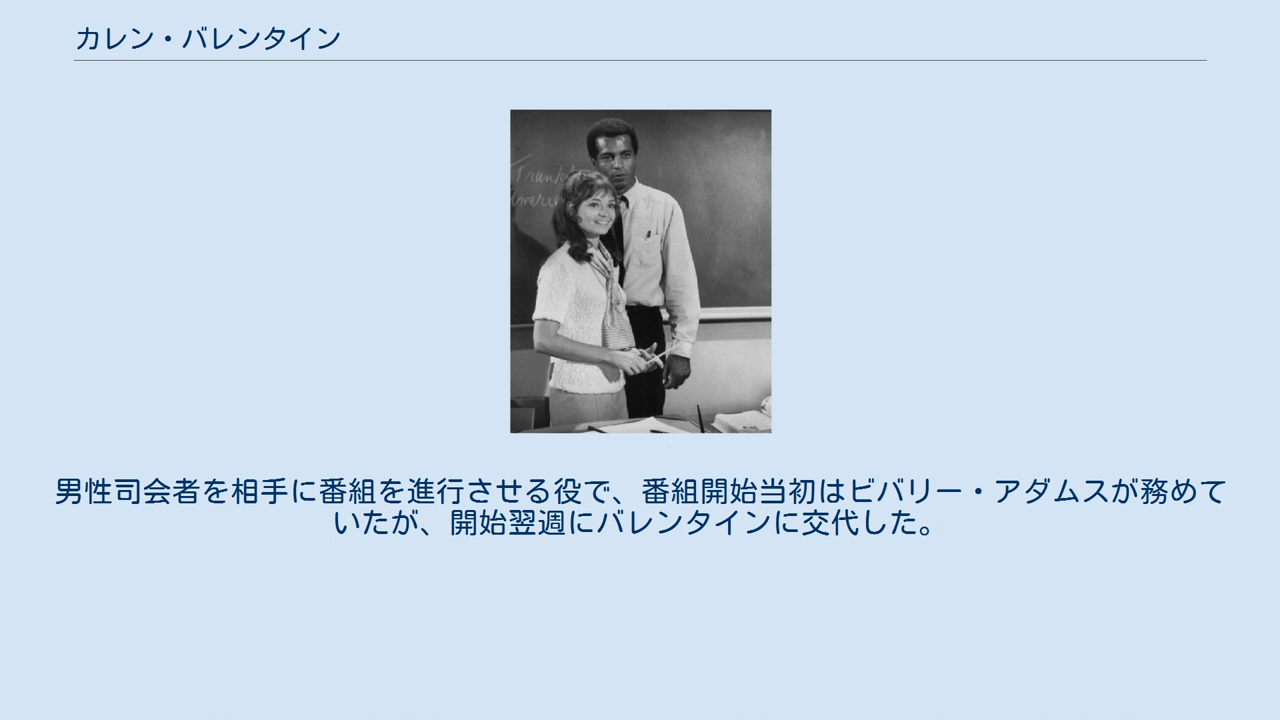 カレン・バレンタイン
Frank
Ameri
男性司会者を相手に番組を進行させる役で、番組開始当初はビバリー・アダムスが務めて
いたが、開始翌週にバレンタインに交代した。